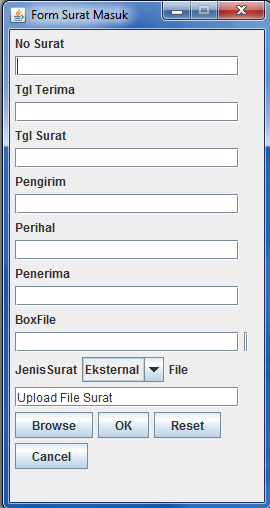 Form Surat Masuk
No Surat
Tgl Terima
Tgl Surat
Pengirim
Perihal
Penerima
BoxFile
JenisSurat Eksternal File
Upload File Surat
Browse OK Reset
Cancel